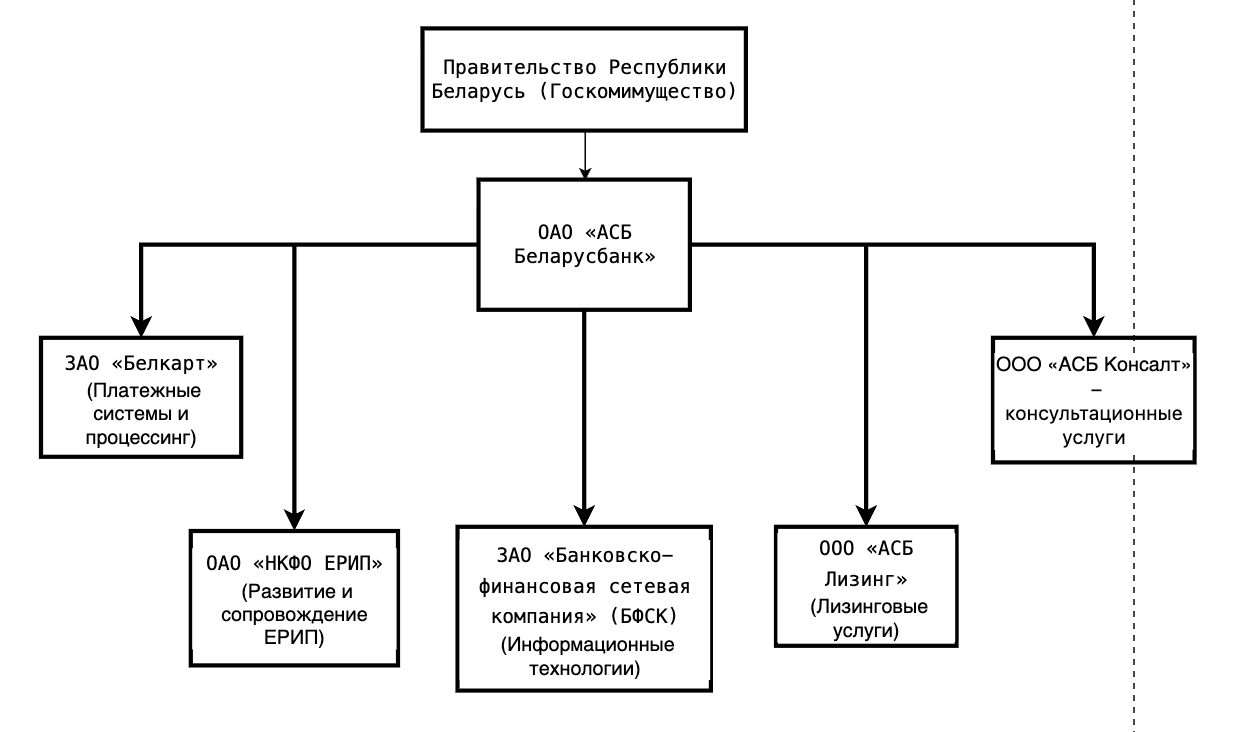 Правительство Республики
Беларусь (Госкомимущество)
ОАО «АСБ
Беларусбанк»
ЗАО «Белкарт»
(Платежные
системы и
процессинг)
ООО «АСБ Консалт»
–
консультационные
услуги
ОАО «НКФО ЕРИП»
(Развитие и
сопровождение
ЕРИП)
ЗАО «Банковско–
финансовая сетевая
компания» (БФСК)
(Информационные
технологии)
ООО «АСБ
Лизинг»
(Лизинговые
услуги)